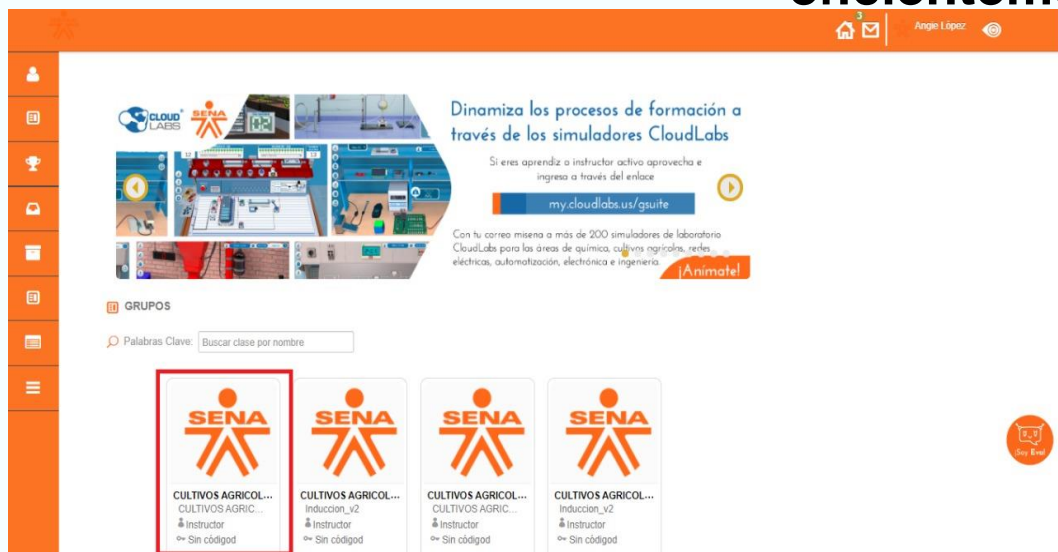 3
Angie López
CLOUD
LABS
SENA
Dinamiza los procesos de formación a
través de los simuladores CloudLabs
Si eres aprendiz o instructor activo aprovecha e
ingresa a través del enlace
my.cloudlabs.us/gsuite
Con tu correo misena a más de 200 simuladores de laboratorio
CloudLabs para las áreas de química, cultivos agrícolas, redes
eléctricas, automatización, electrónica e ingeniería.
¡Anímate!
GRUPOS
Palabras Clave: Buscar clase por nombre
SENA SENA SENA SENA
CULTIVOS AGRICOL... CULTIVOS AGRICOL... CULTIVOS AGRICOL... CULTIVOS AGRICOL...
CULTIVOS AGRIC... Induccion_v2 CULTIVOS AGRIC... Induccion_v2
Instructor Instructor Instructor Instructor
Sin códigod Sin códigod Sin códigod Sin códigod
¡Soy Eva!